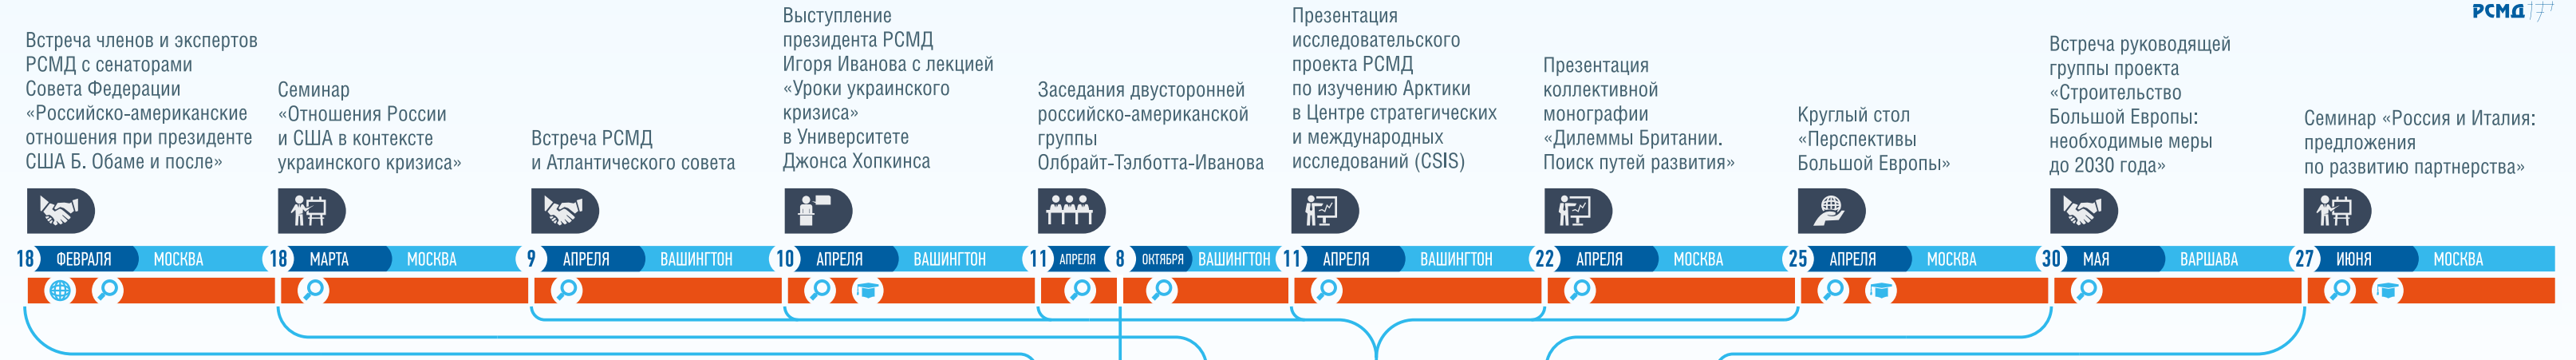 РСМД 17
Встреча членов и экспертов
РСМД с сенаторами
Совета Федерации
«Российско-американские
отношения при президенте
США Б. Обаме и после»
Семинар
«Отношения России
и США в контексте
украинского кризиса»
Встреча РСМД
и Атлантического совета
Выступление
президента РСМД
Игоря Иванова с лекцией
«Уроки украинского
кризиса»
в Университете
Джонса Хопкинса
Заседания двусторонней
российско-американской
группы
Олбрайт-Тэлботта-Иванова
Презентация
исследовательского
проекта РСМД
по изучению Арктики
в Центре стратегических
и международных
исследований (CSIS)
Презентация
коллективной
монографии
«Дилеммы Британии.
Поиск путей развития»
Круглый стол
«Перспективы
Большой Европы»
Встреча руководящей
группы проекта
«Строительство
Большой Европы:
необходимые меры
до 2030 года»
Семинар «Россия и Италия:
предложения
по развитию партнерства»
18 ФЕВРАЛЯ МОСКВА 18 МАРТА МОСКВА 9 АПРЕЛЯ ВАШИНГТОН 10 АПРЕЛЯ ВАШИНГТОН 11 АПРЕЛЯ 8 ОКТЯБРЯ ВАШИНГТОН 11 АПРЕЛЯ ВАШИНГТОН 22 АПРЕЛЯ МОСКВА 25 АПРЕЛЯ МОСКВА 30 МАЯ ВАРШАВА 27 ИЮНЯ МОСКВА